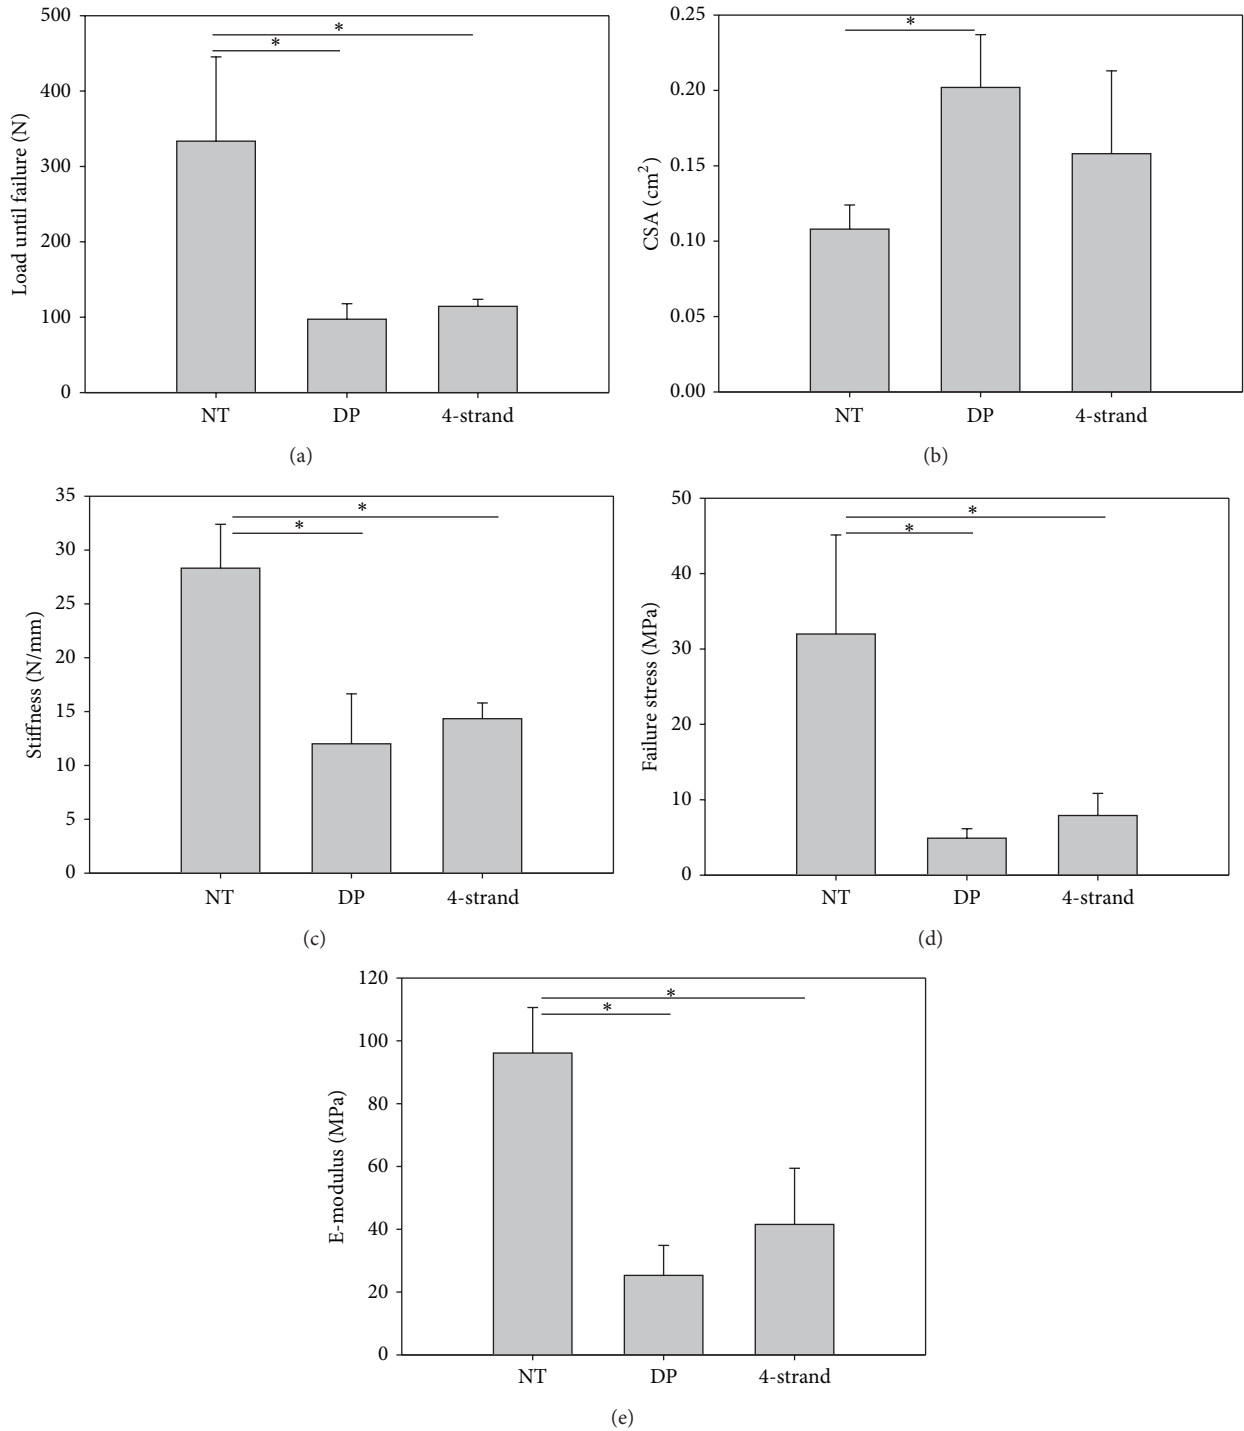 500
400
300
200
100
0
Load until failure (N)
*
*
NT DP 4-strand
(a)
0.25
0.20
0.15
0.10
0.05
0.00
CSA (cm²)
*
NT DP 4-strand
(b)
35
30
25
20
15
10
5
0
Stiffness (N/mm)
*
*
NT DP 4-strand
(c)
50
40
30
20
10
0
Failure stress (MPa)
*
*
NT DP 4-strand
(d)
120
100
80
60
40
20
0
E-modulus (MPa)
*
*
NT DP 4-strand
(e)